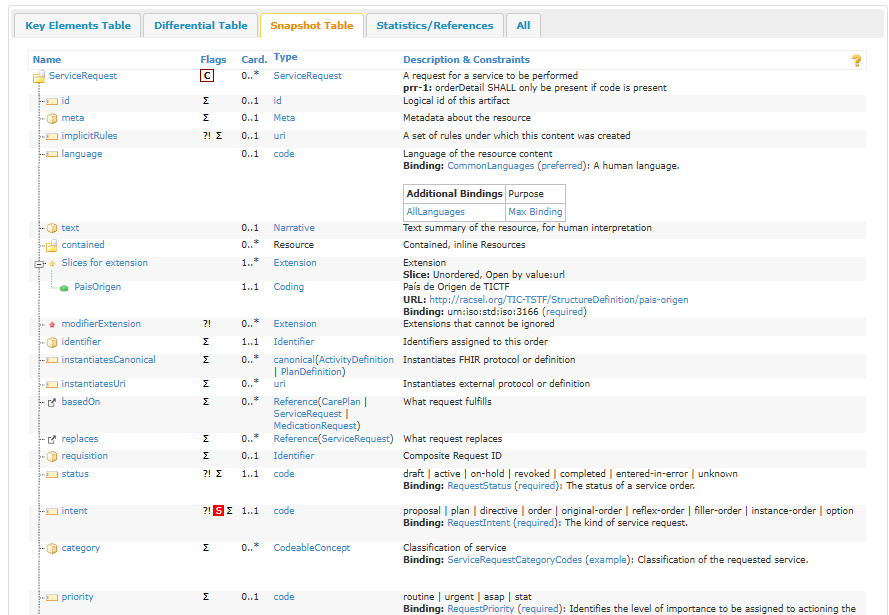 Key Elements Table Differential Table Snapshot Table Statistics/References All
Name Flags Card. Type Description & Constraints ?
ServiceRequest C 0..* ServiceRequest A request for a service to be performed
prr-1: orderDetail SHALL only be present if code is present
id Σ 0..1 id Logical id of this artifact
meta Σ 0..1 Meta Metadata about the resource
implicitRules ?! Σ 0..1 uri A set of rules under which this content was created
language 0..1 code Language of the resource content
Binding: CommonLanguages (preferred): A human language.
Additional Bindings Purpose
AllLanguages Max Binding
text 0..1 Narrative Text summary of the resource, for human interpretation
contained 0..* Resource Contained, inline Resources
Slices for extension 1..* Extension Extension
Slice: Unordered, Open by value:url
PaisOrigen 1..1 Coding País de Origen de TICTF
URL: http://racsel.org/TIC-TSTF/StructureDefinition/pais-origen
Binding: urn:iso:std:iso:3166 (required)
modifierExtension ?! 0..* Extension Extensions that cannot be ignored
identifier Σ 1..1 Identifier Identifiers assigned to this order
instantiatesCanonical Σ 0..* canonical(ActivityDefinition Instantiates FHIR protocol or definition
| PlanDefinition)
instantiatesUri Σ 0..* uri Instantiates external protocol or definition
basedOn Σ 0..* Reference(CarePlan | What request fulfills
ServiceRequest |
MedicationRequest)
replaces Σ 0..* Reference(ServiceRequest) What request replaces
requisition Σ 0..1 Identifier Composite Request ID
status ?! Σ 1..1 code draft | active | on-hold | revoked | completed | entered-in-error | unknown
Binding: RequestStatus (required): The status of a service order.
intent ?! S Σ 1..1 code proposal | plan | directive | order | original-order | reflex-order | filler-order | instance-order | option
Binding: RequestIntent (required): The kind of service request.
category Σ 0..* CodeableConcept Classification of service
Binding: ServiceRequestCategoryCodes (example): Classification of the requested service.
priority Σ 0..1 code routine | urgent | asap | stat
Binding: RequestPriority (required): Identifies the level of importance to be assigned to actioning the